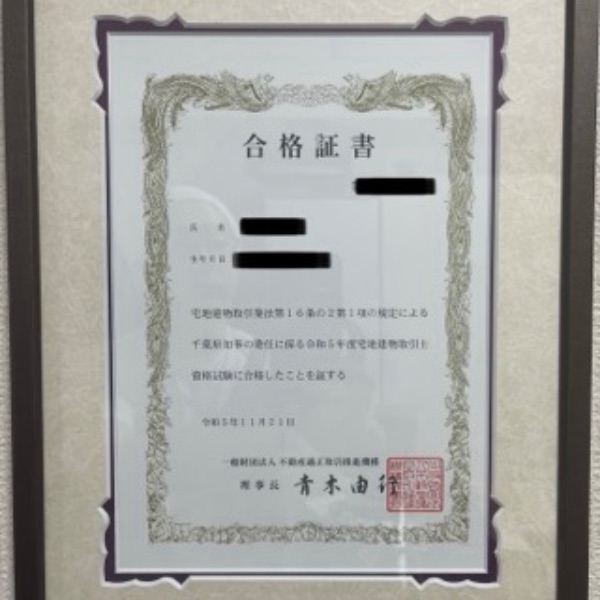 合格証書
氏名
生年月日
宅地建物取引業法第16条の2第1項の規定による
千葉県知事の委任に係る令和5年度宅地建物取引士
資格試験に合格したことを証する
令和5年11月21日
一般財団法人 不動産適正取引推進機構
理事長 青木由行